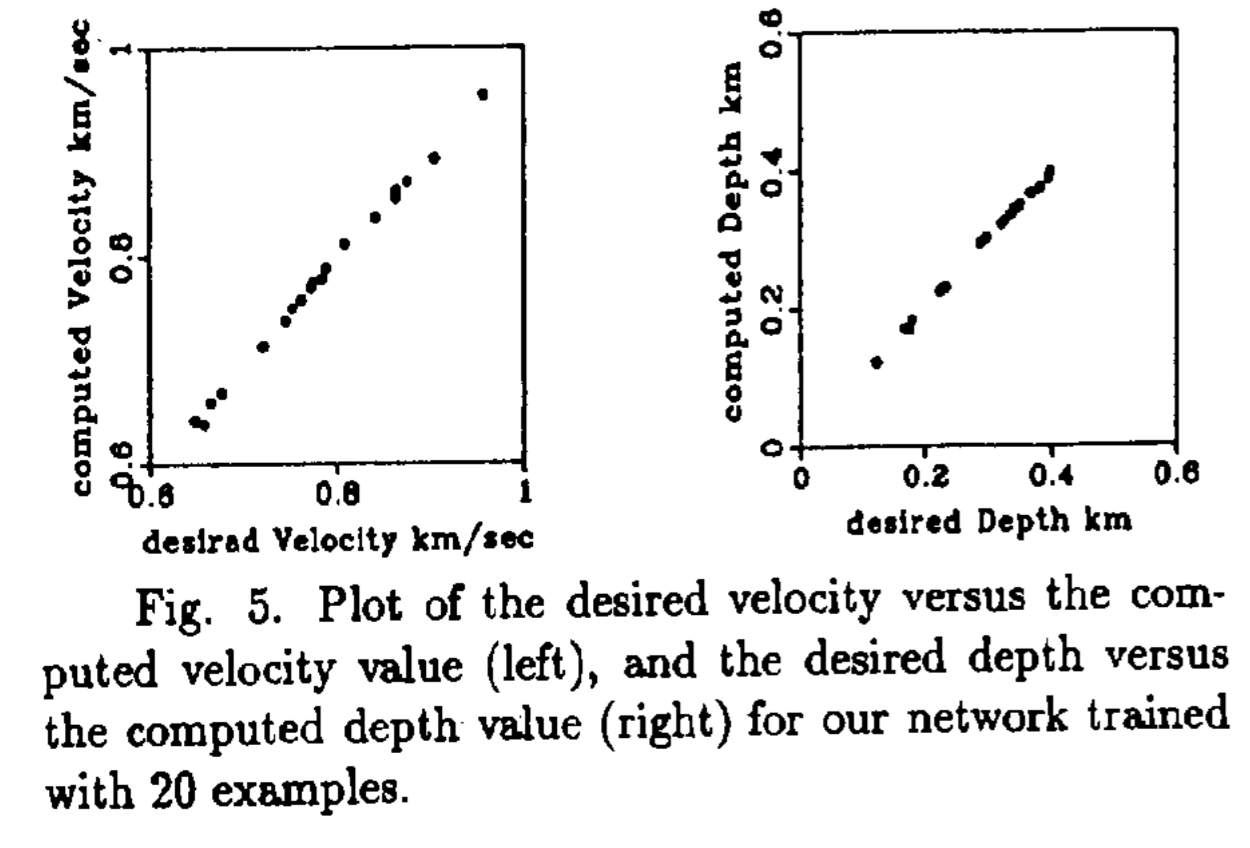 computed Velocity km/sec
1
0.8
0.6
0.6 0.8 1
desirad Velocity km/sec
computed Depth km
0.6
0.4
0.2
0
0 0.2 0.4 0.6
desired Depth km
Fig. 5. Plot of the desired velocity versus the com-
puted velocity value (left), and the desired depth versus
the computed depth value (right) for our network trained
with 20 examples.